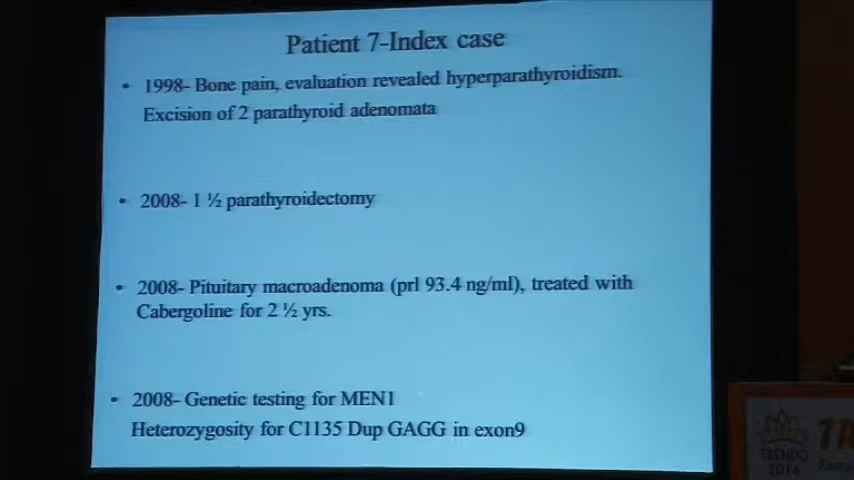 Patient 7-Index case
• 1998- Bone pain, evaluation revealed hyperparathyroidism.
Excision of 2 parathyroid adenomata
• 2008- 1 ½ parathyroidectomy
• 2008- Pituitary macroadenoma (prl 93.4 ng/ml), treated with
Cabergoline for 2 ½ yrs.
• 2008- Genetic testing for MEN1
Heterozygosity for C1135 Dup GAGG in exon9
TRENDO
2014